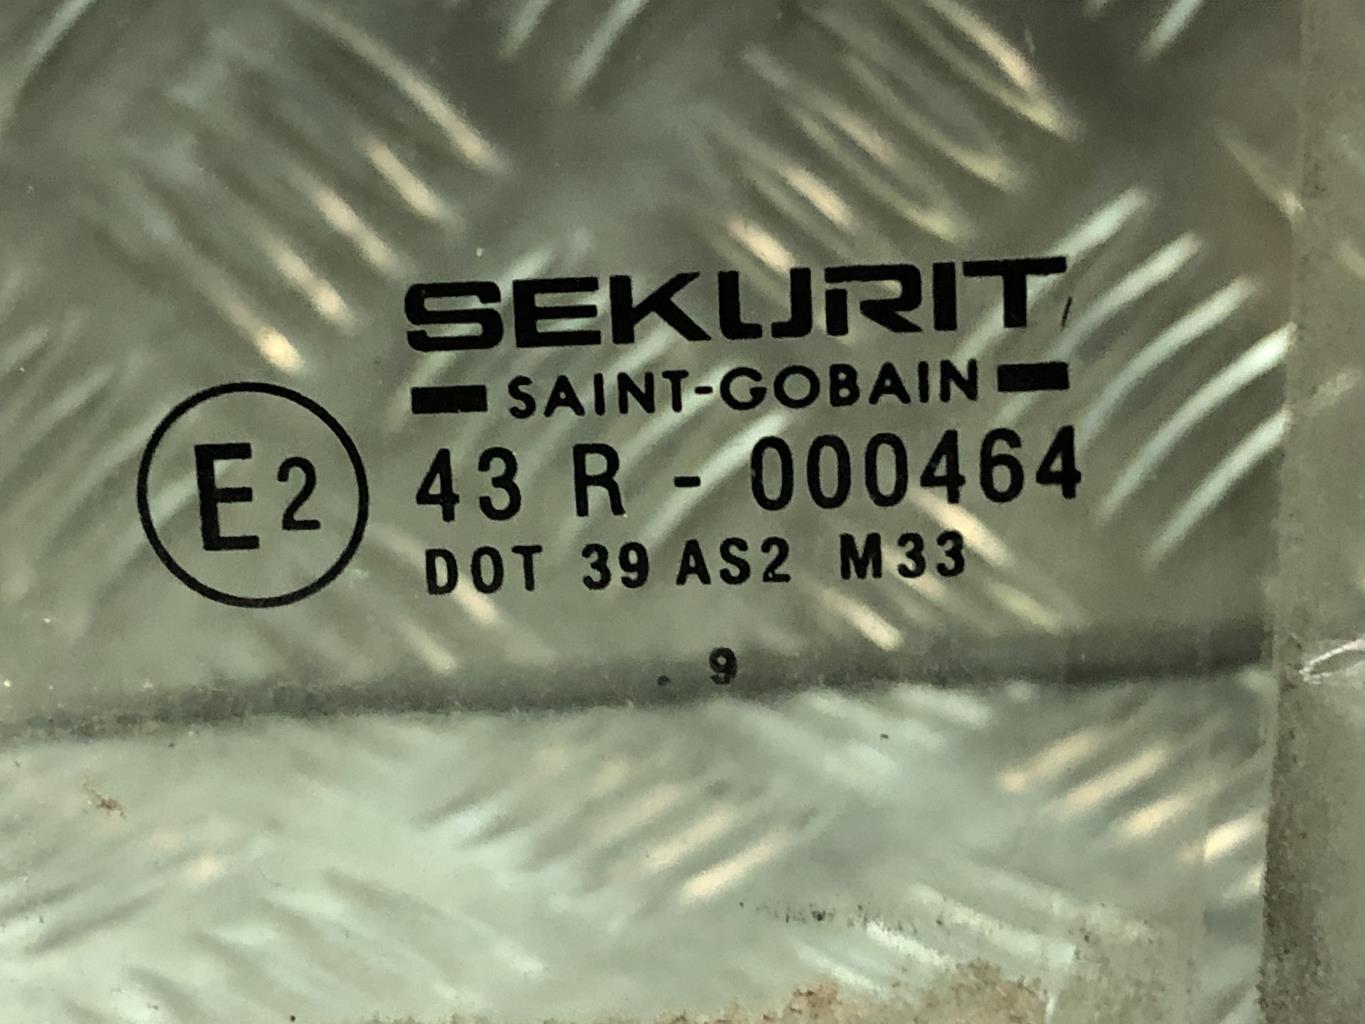 SEKURIT
SAINT-GOBAIN
E2
43 R - 000464
DOT 39 AS2 M33
. 9